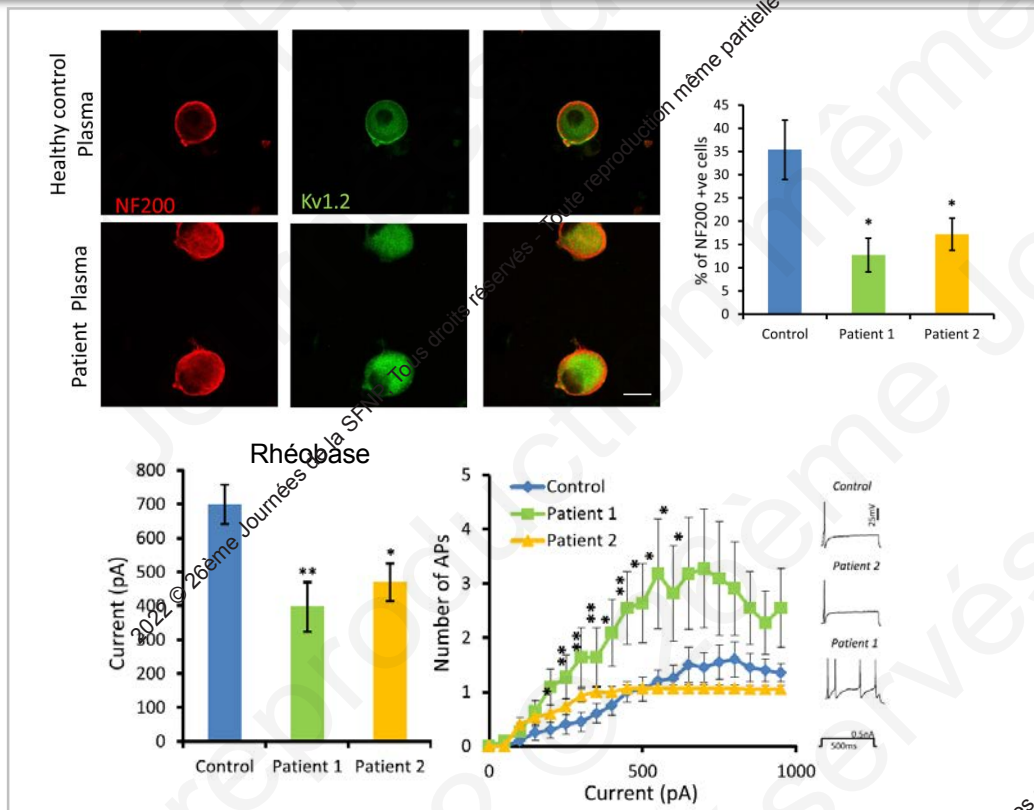 Healthy control
Plasma
NF200
Kv1.2
Patient Plasma
% of NF200 +ve cells
45
40
35
30
25
20
15
10
5
0
*
*
Control
Patient 1
Patient 2
Rhéobase
Current (pA)
800
700
600
500
400
300
200
100
0
**
*
Control
Patient 1
Patient 2
Number of APs
5
4
3
2
1
0
Control
Patient 1
Patient 2
0
500
1000
Current (pA)
Control
25mV
Patient 2
Patient 1
0.5nA
500ms
2022 © 26ème Journées de la SFNP Tous droits réservés - Toute reproduction même partielle